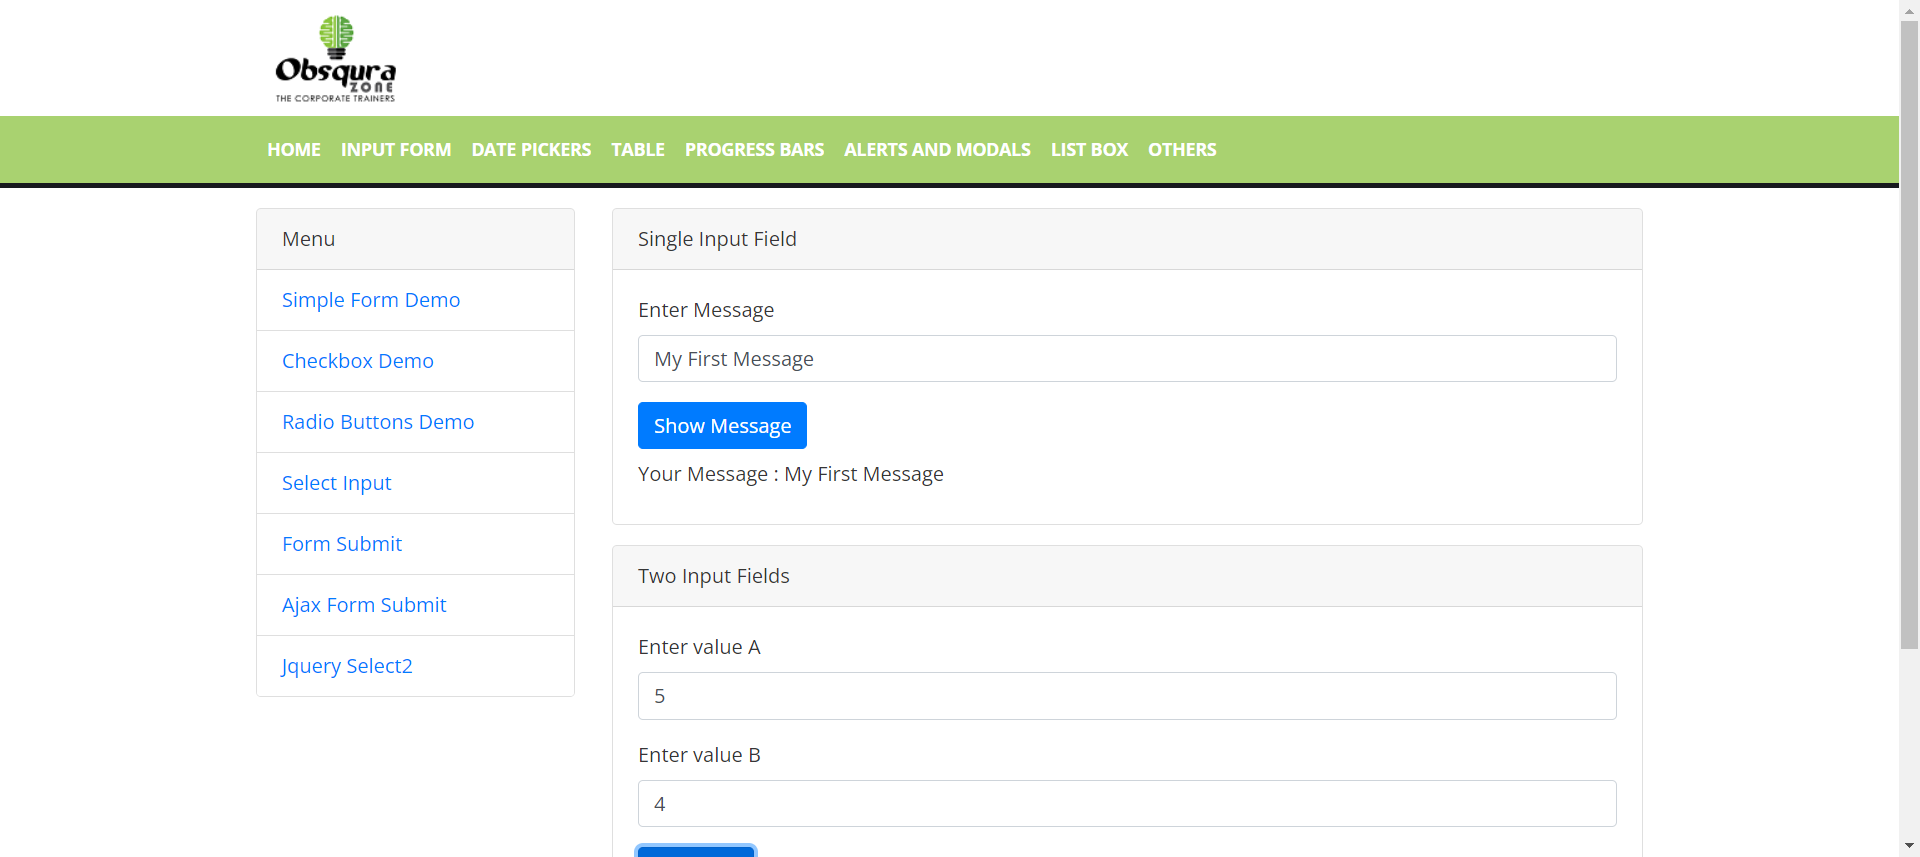 Obsqura
ZONE
THE CORPORATE TRAINERS
HOME INPUT FORM DATE PICKERS TABLE PROGRESS BARS ALERTS AND MODALS LIST BOX OTHERS
Menu
Simple Form Demo
Checkbox Demo
Radio Buttons Demo
Select Input
Form Submit
Ajax Form Submit
Jquery Select2
Single Input Field
Enter Message
My First Message
Show Message
Your Message : My First Message
Two Input Fields
Enter value A
5
Enter value B
4